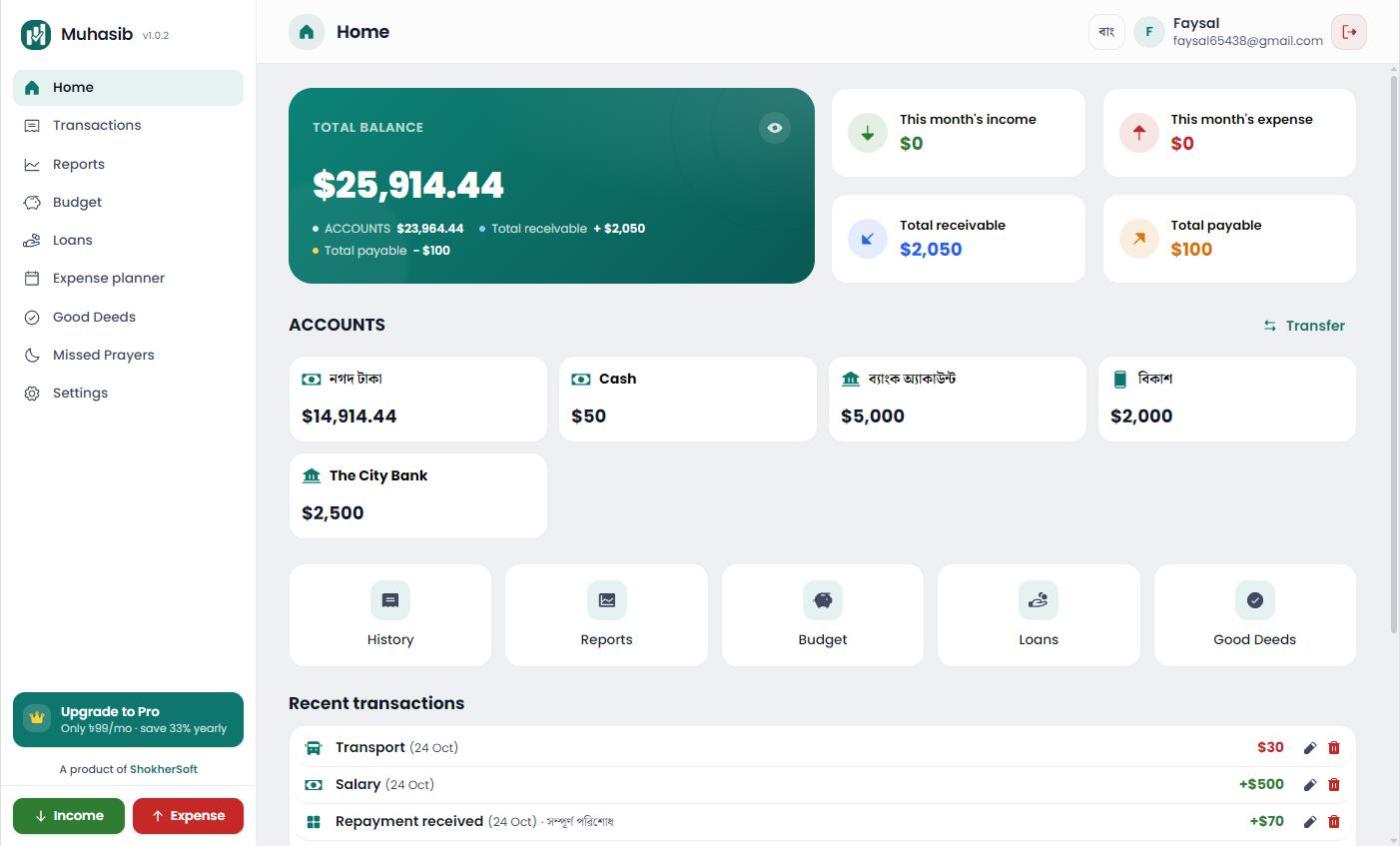 Muhasib v1.0.2
Home
Transactions
Reports
Budget
Loans
Expense planner
Good Deeds
Missed Prayers
Settings
Upgrade to Pro
Only ৳99/mo · save 33% yearly
A product of ShokherSoft
↓ Income
↑ Expense
Home
বাং
F
Faysal
faysal65438@gmail.com
TOTAL BALANCE
$25,914.44
• ACCOUNTS $23,964.44 • Total receivable + $2,050
• Total payable - $100
This month's income
$0
This month's expense
$0
Total receivable
$2,050
Total payable
$100
ACCOUNTS
Transfer
নগদ টাকা
$14,914.44
Cash
$50
ব্যাংক অ্যাকাউন্ট
$5,000
বিকাশ
$2,000
The City Bank
$2,500
History
Reports
Budget
Loans
Good Deeds
Recent transactions
Transport (24 Oct) $30
Salary (24 Oct) +$500
Repayment received (24 Oct) · সম্পূর্ণ পরিশোধ +$70